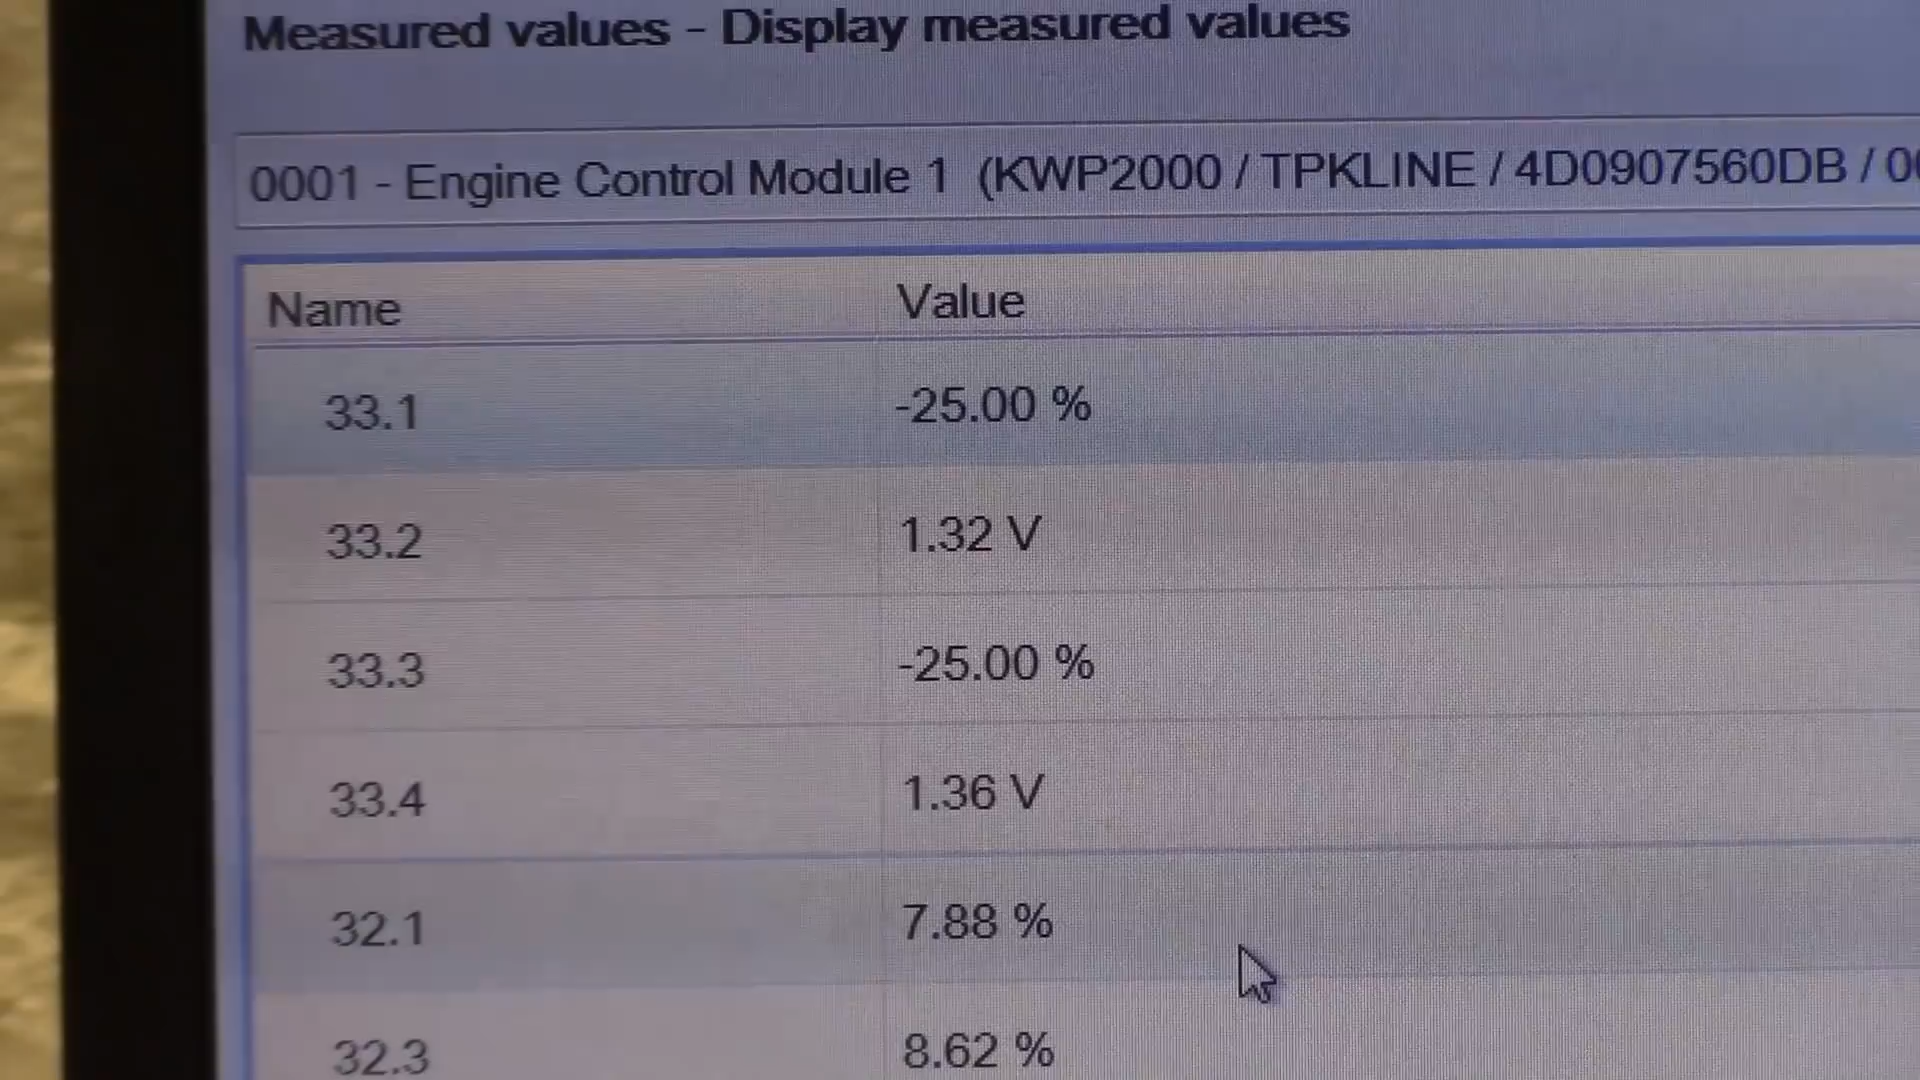 Measured values - Display measured values
0001 - Engine Control Module 1 (KWP2000 / TPKLINE / 4D0907560DB /
Name Value
33.1 -25.00 %
33.2 1.32 V
33.3 -25.00 %
33.4 1.36 V
32.1 7.88 %
32.3 8.62 %